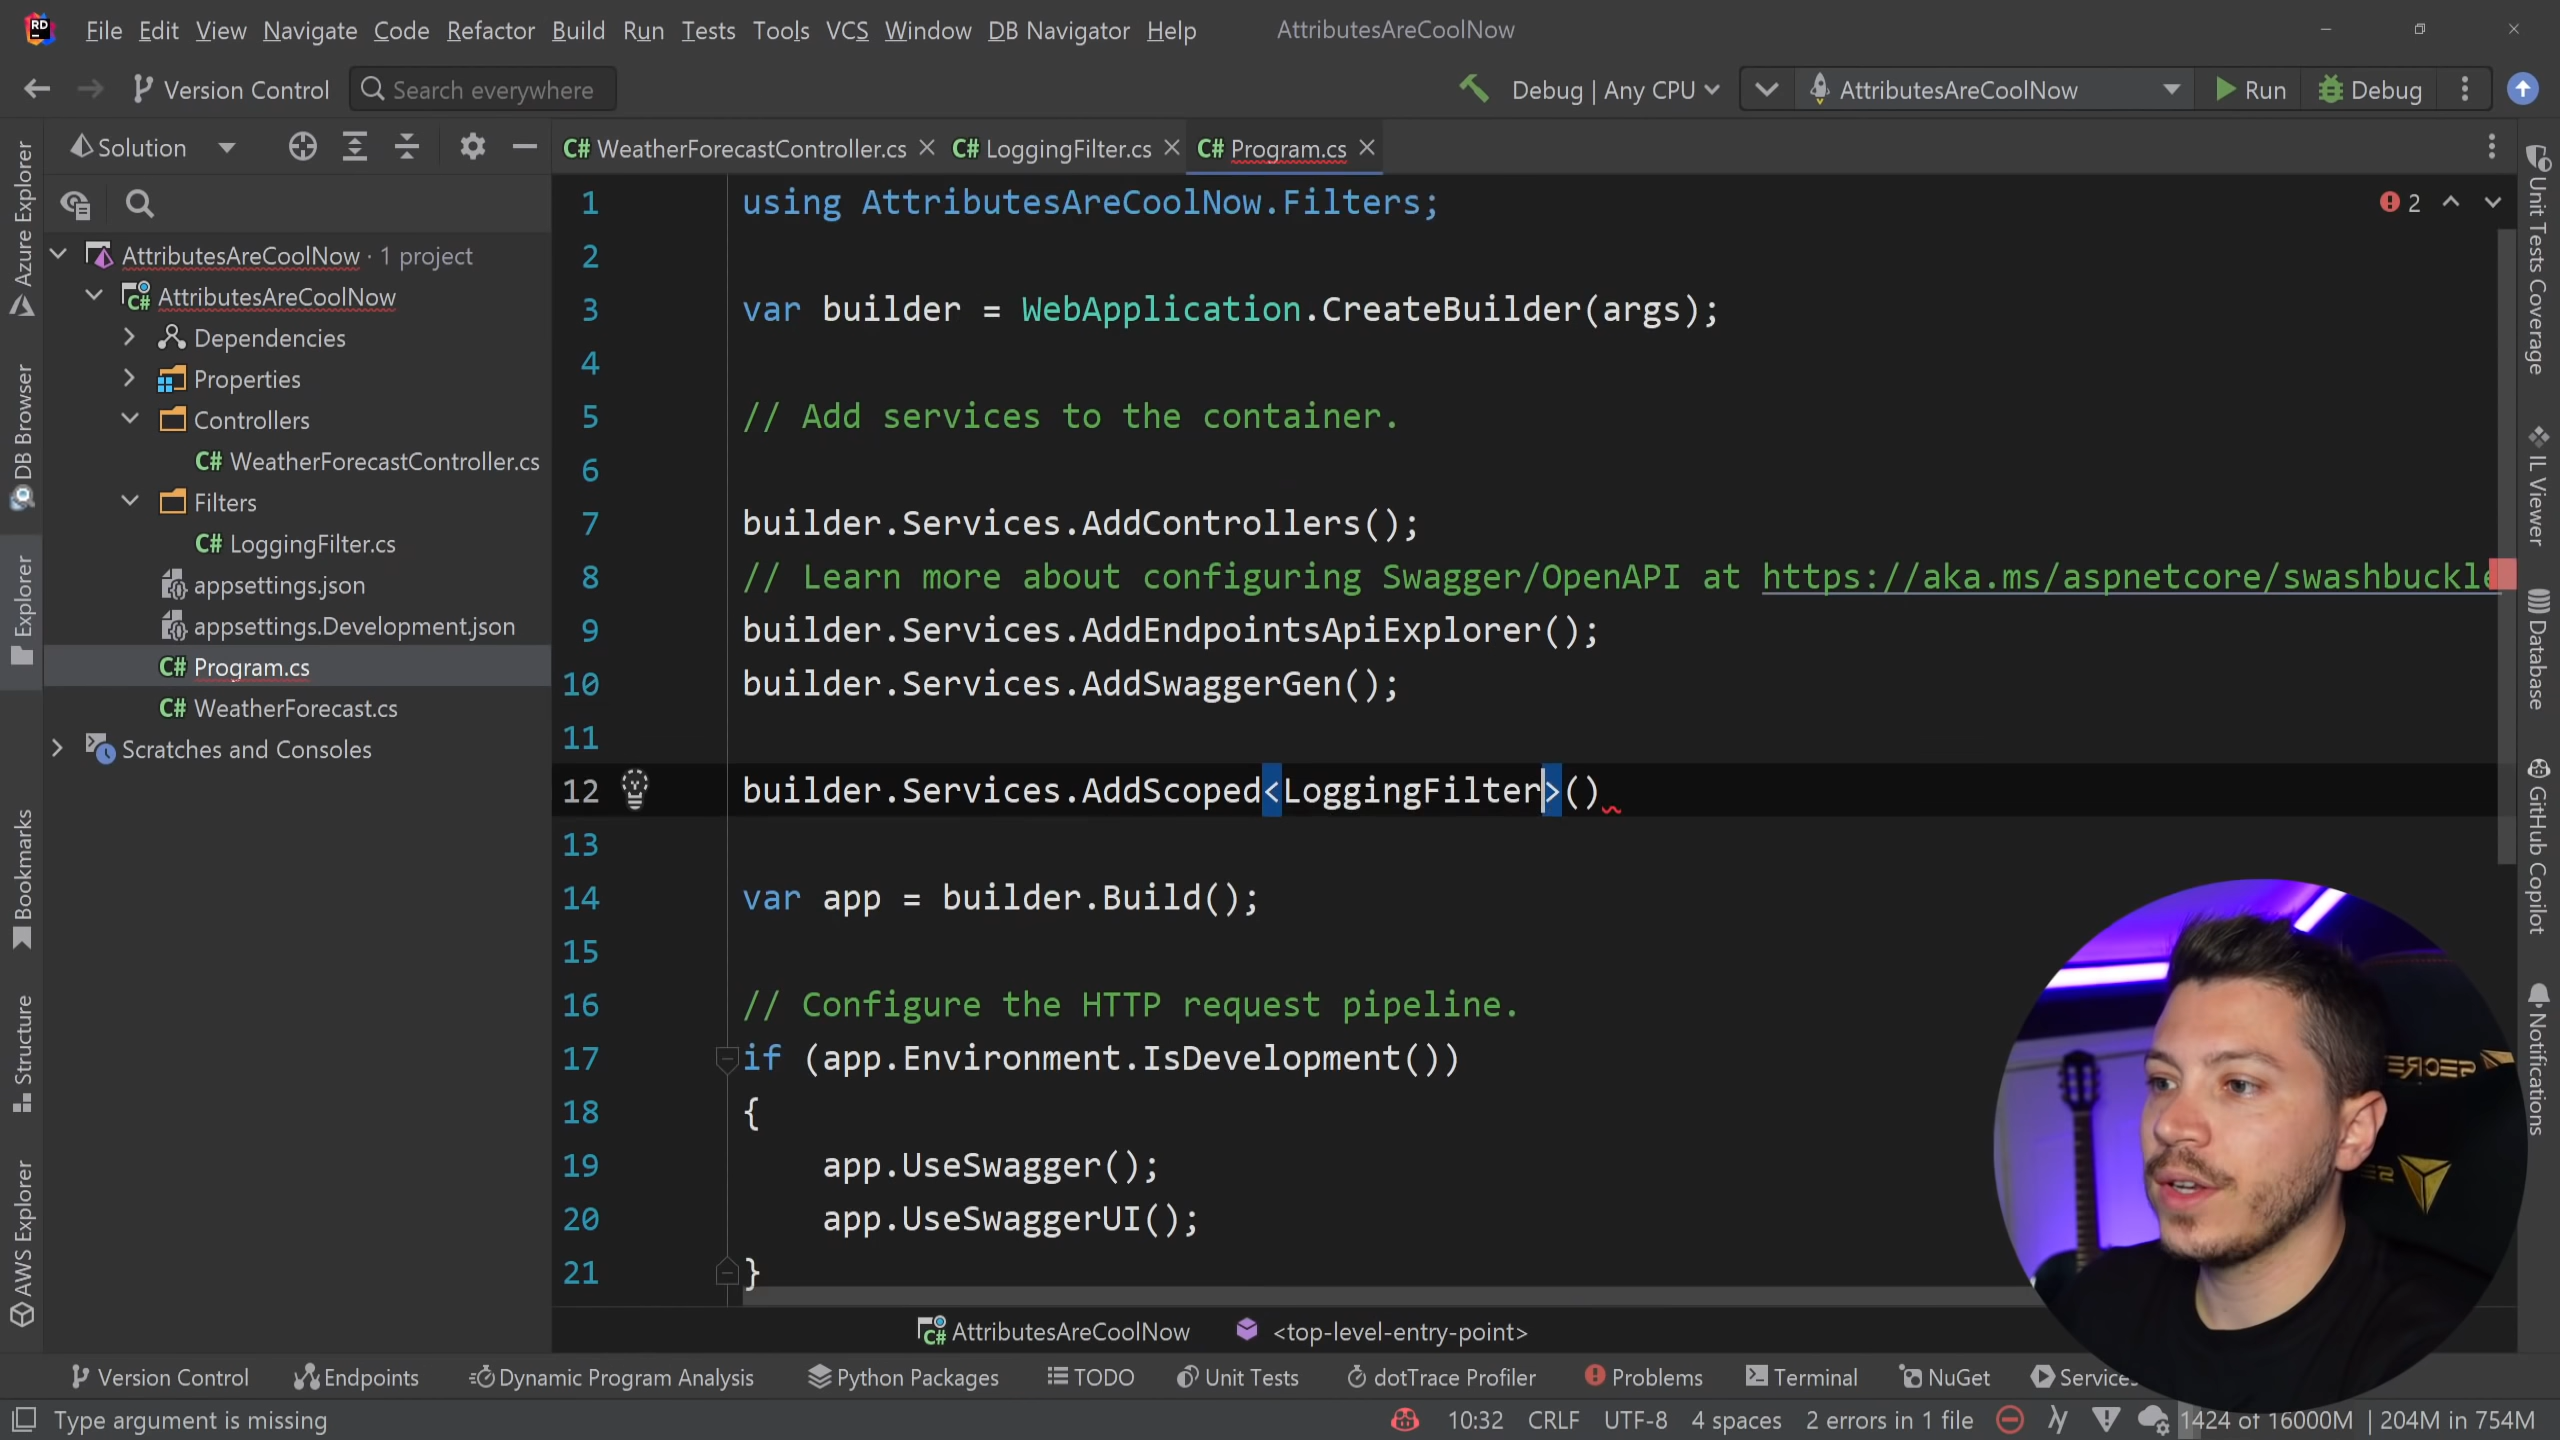 File Edit View Navigate Code Refactor Build Run Tests Tools VCS Window DB Navigator Help AttributesAreCoolNow
Version Control Search everywhere Debug | Any CPU AttributesAreCoolNow Run Debug
Solution
WeatherForecastController.cs LoggingFilter.cs Program.cs
AttributesAreCoolNow · 1 project
AttributesAreCoolNow
Dependencies
Properties
Controllers
C# WeatherForecastController.cs
Filters
C# LoggingFilter.cs
appsettings.json
appsettings.Development.json
C# Program.cs
C# WeatherForecast.cs
Scratches and Consoles
Azure Explorer
DB Browser
Explorer
Bookmarks
Structure
AWS Explorer
2
1 using AttributesAreCoolNow.Filters;
2
3 var builder = WebApplication.CreateBuilder(args);
4
5 // Add services to the container.
6
7 builder.Services.AddControllers();
8 // Learn more about configuring Swagger/OpenAPI at https://aka.ms/aspnetcore/swashbuckle
9 builder.Services.AddEndpointsApiExplorer();
10 builder.Services.AddSwaggerGen();
11
12 builder.Services.AddScoped<LoggingFilter>()
13
14 var app = builder.Build();
15
16 // Configure the HTTP request pipeline.
17 if (app.Environment.IsDevelopment())
18 {
19 app.UseSwagger();
20 app.UseSwaggerUI();
21 }
Unit Tests Coverage
IL Viewer
Database
GitHub Copilot
Notifications
AttributesAreCoolNow <top-level-entry-point>
Version Control Endpoints Dynamic Program Analysis Python Packages TODO Unit Tests dotTrace Profiler Problems Terminal NuGet Services
Type argument is missing 10:32 CRLF UTF-8 4 spaces 2 errors in 1 file 1424 of 16000M | 204M in 754M